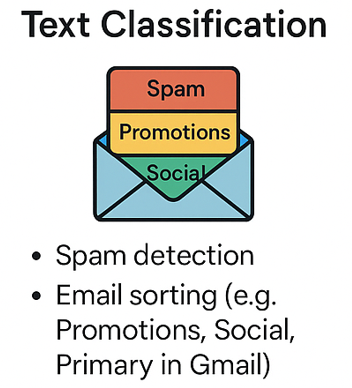 Text Classification
Spam
Promotions
Social
• Spam detection
• Email sorting (e.g.
Promotions, Social,
Primary in Gmail)